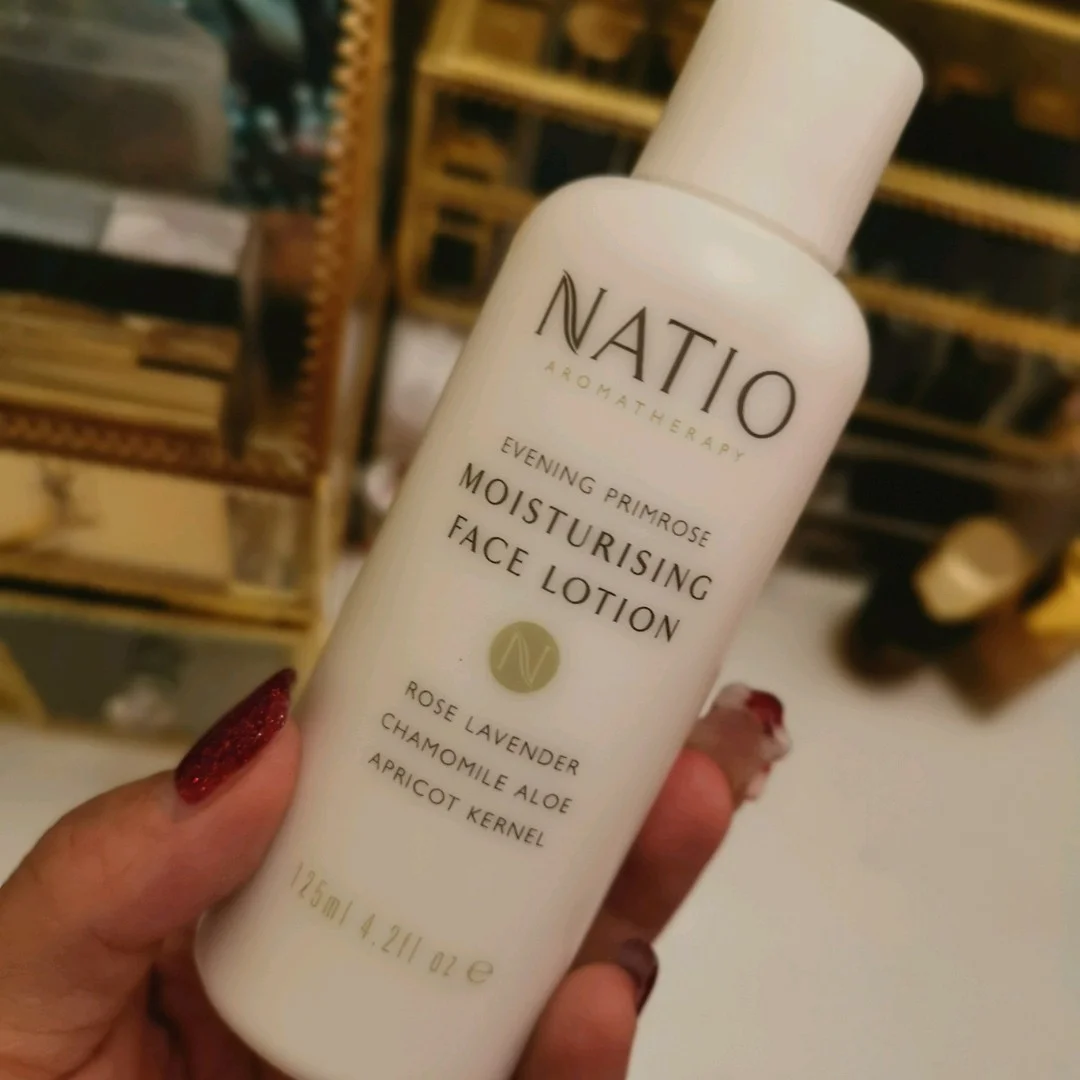 NATIO
AROMATHERAPY
EVENING PRIMROSE
MOISTURISING
FACE LOTION
N
ROSE LAVENDER
CHAMOMILE ALOE
APRICOT KERNEL
125ml 4.2fl oz ℮